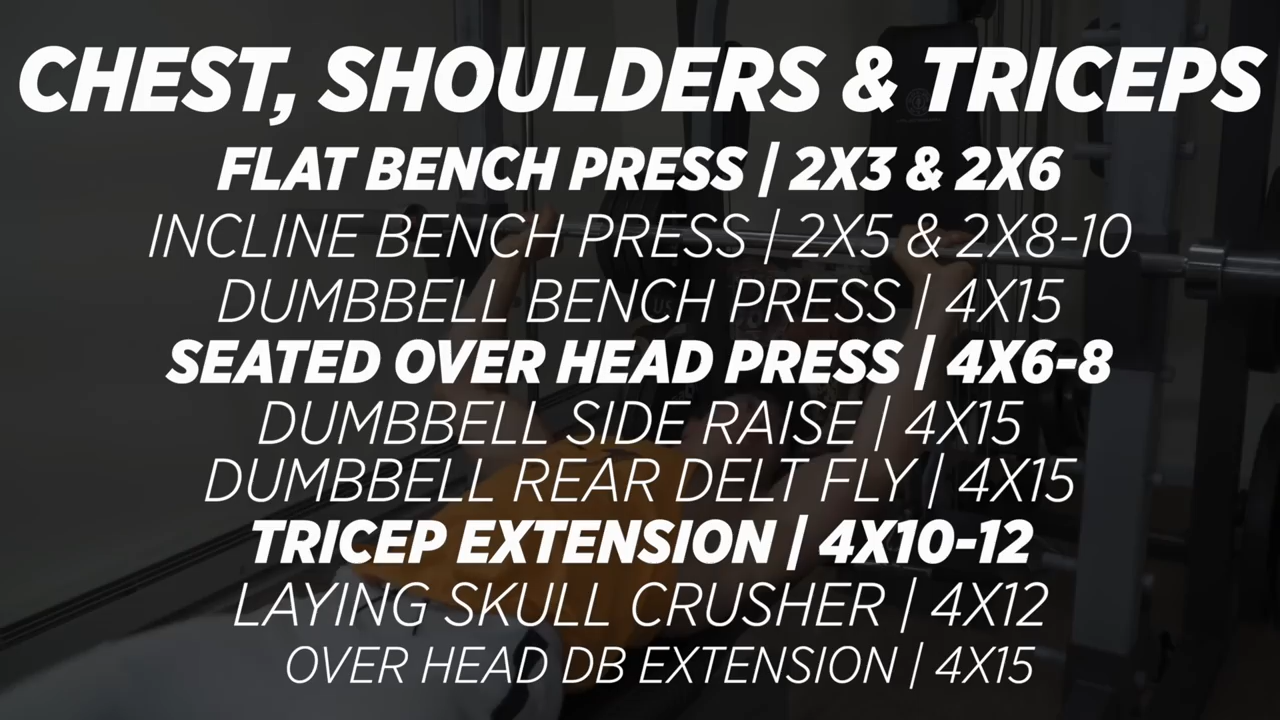 CHEST, SHOULDERS & TRICEPS
FLAT BENCH PRESS | 2X3 & 2X6
INCLINE BENCH PRESS | 2X5 & 2X8-10
DUMBBELL BENCH PRESS | 4X15
SEATED OVER HEAD PRESS | 4X6-8
DUMBBELL SIDE RAISE | 4X15
DUMBBELL REAR DELT FLY | 4X15
TRICEP EXTENSION | 4X10-12
LAYING SKULL CRUSHER | 4X12
OVER HEAD DB EXTENSION | 4X15